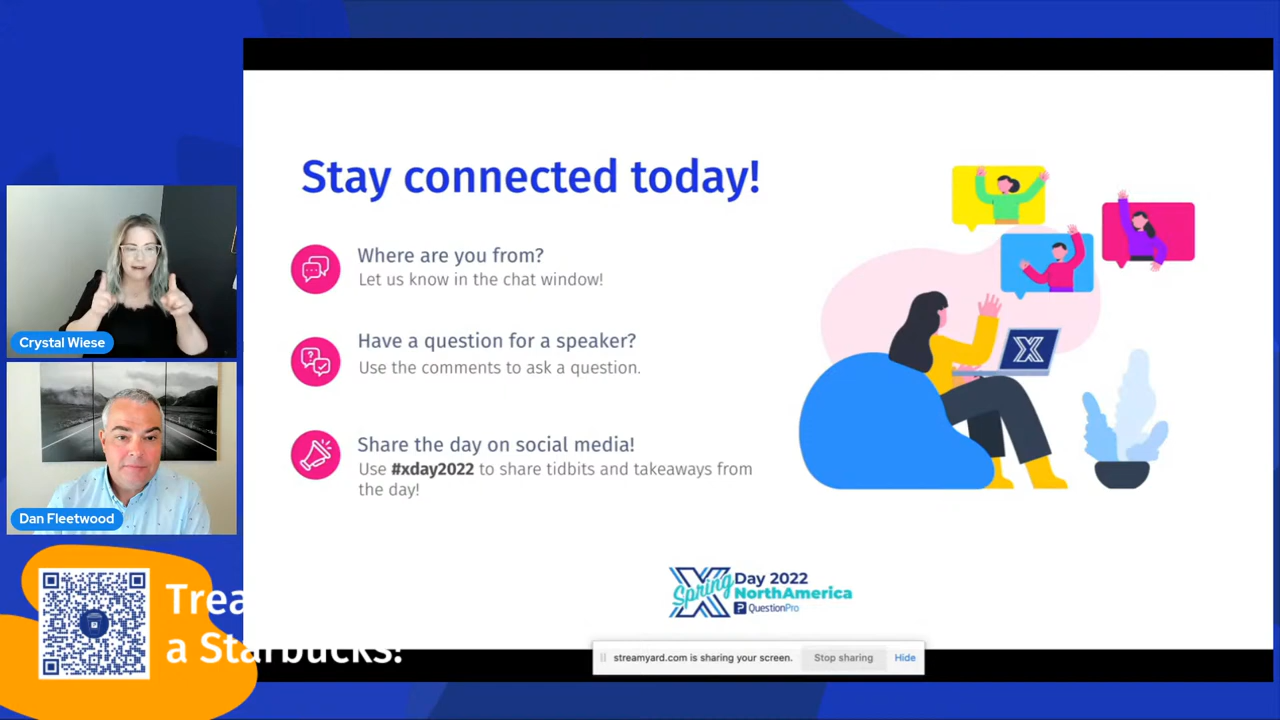 Stay connected today!
Where are you from?
Let us know in the chat window!
Have a question for a speaker?
Use the comments to ask a question.
Share the day on social media!
Use #xday2022 to share tidbits and takeaways from
the day!
Crystal Wiese
Dan Fleetwood
Trea
a Starbucks!
X Spring Day 2022
NorthAmerica
QuestionPro
streamyard.com is sharing your screen. Stop sharing Hide